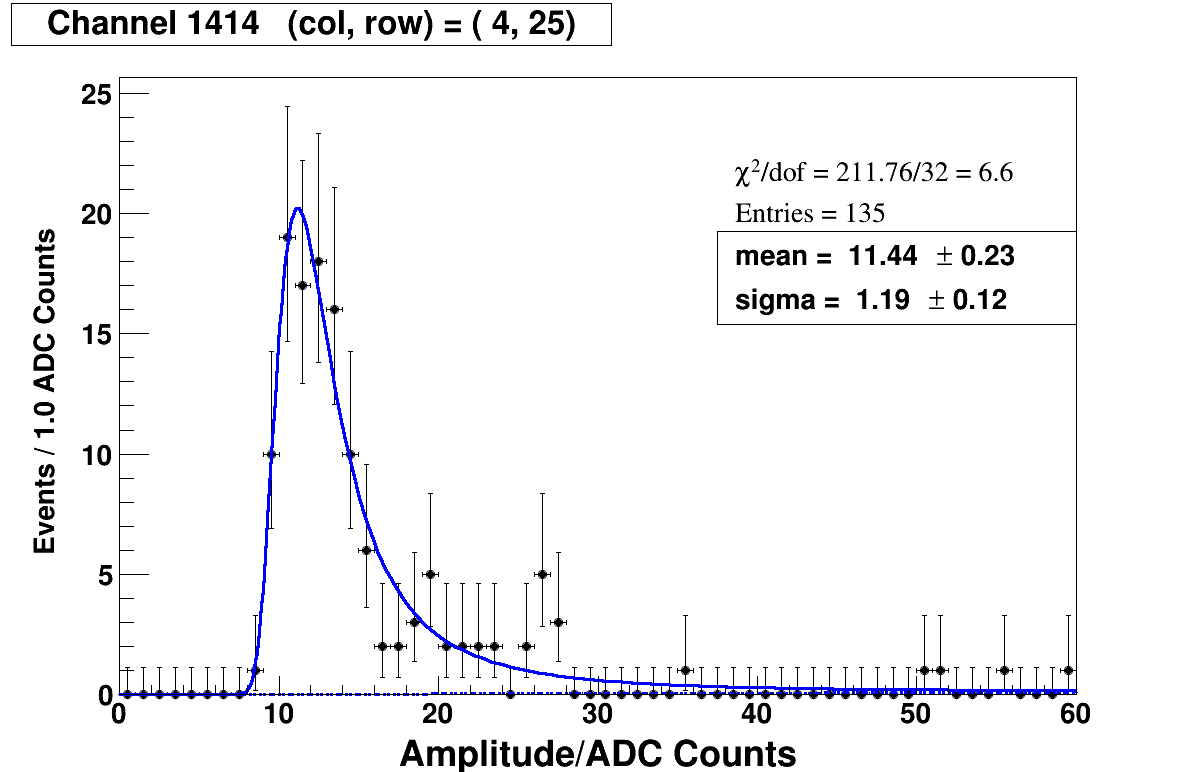 Channel 1414 (col, row) = ( 4, 25)
25
20
15
10
5
0
Events / 1.0 ADC Counts
χ²/dof = 211.76/32 = 6.6
Entries = 135
mean = 11.44 ± 0.23
sigma = 1.19 ± 0.12
0 10 20 30 40 50 60
Amplitude/ADC Counts